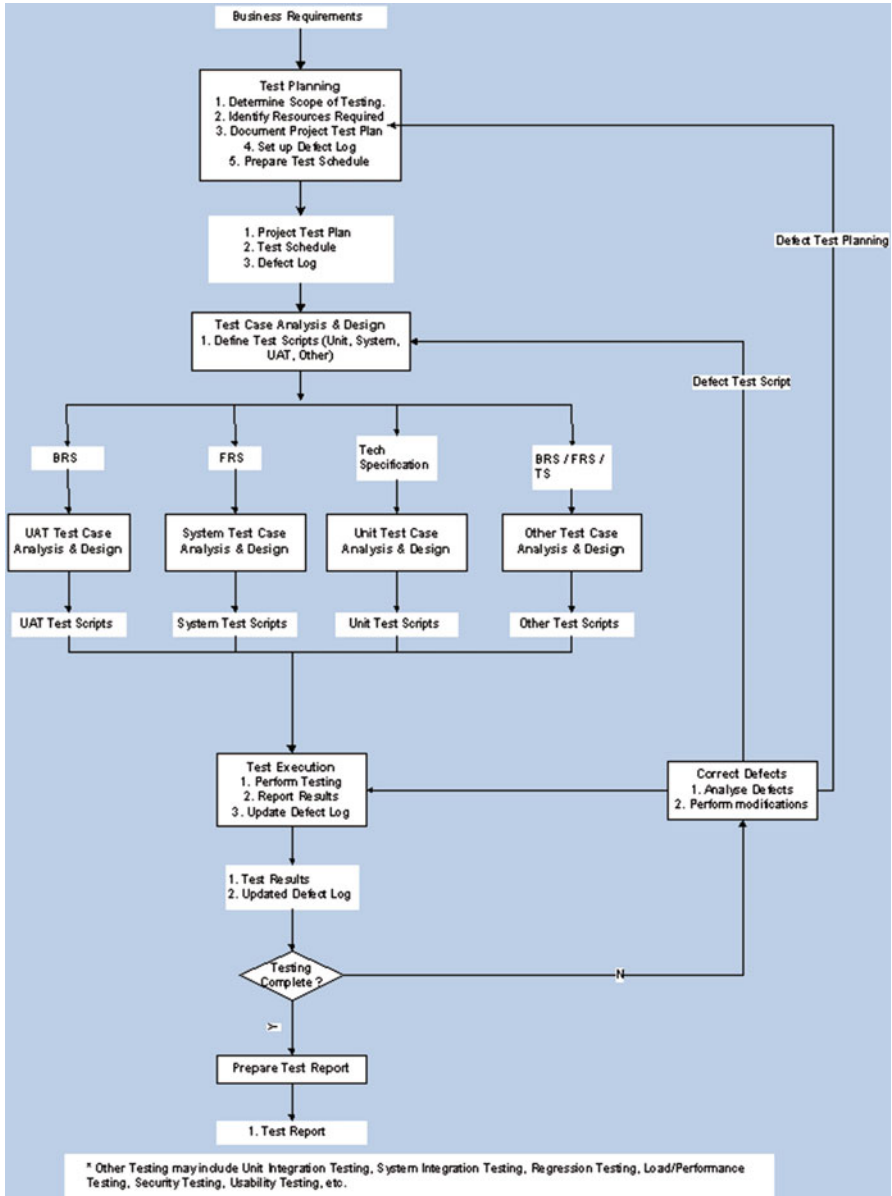 Business Requirements
Test Planning
1. Determine Scope of Testing.
2. Identify Resources Required
3. Document Project Test Plan
4. Set up Defect Log
5. Prepare Test Schedule
1. Project Test Plan
2. Test Schedule
3. Defect Log
Defect Test Planning
Test Case Analysis & Design
1. Define Test Scripts (Unit, System,
UAT, Other)
Defect Test Script
BRS
FRS
Tech
Specification
BRS / FRS /
TS
UAT Test Case
Analysis & Design
System Test Case
Analysis & Design
Unit Test Case
Analysis & Design
Other Test Case
Analysis & Design
UAT Test Scripts
System Test Scripts
Unit Test Scripts
Other Test Scripts
Test Execution
1. Perform Testing
2. Report Results
3. Update Defect Log
Correct Defects
1. Analyse Defects
2. Perform modifications
1. Test Results
2. Updated Defect Log
Testing
Complete ?
N
Y
Prepare Test Report
1. Test Report
* Other Testing may include Unit Integration Testing, System Integration Testing, Regression Testing, Load/Performance
Testing, Security Testing, Usability Testing, etc.